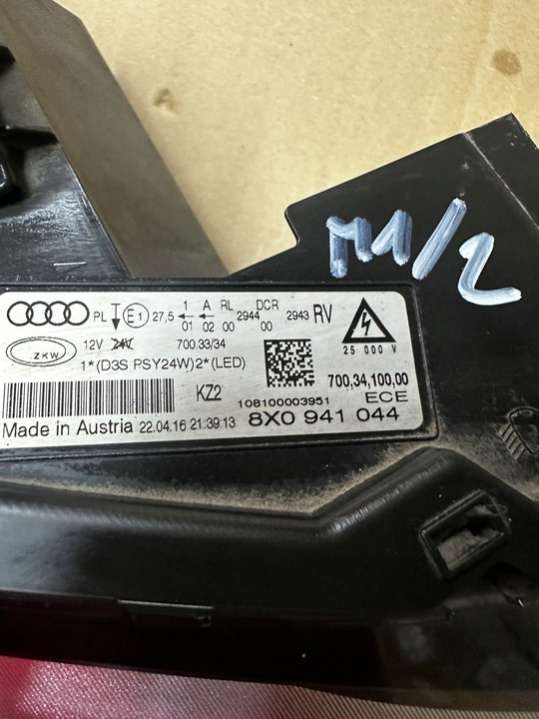 M1/2
PL E1 27,5 1 A RL DCR RV
01 02 00 2944 00 2943
ZKW 12V 24V 700.33/34
1*(D3S PSY24W)2*(LED)
25 000 V
KZ2
108100003951
700,34,100,00
ECE
Made in Austria 22.04.16 21:39:13 8X0 941 044